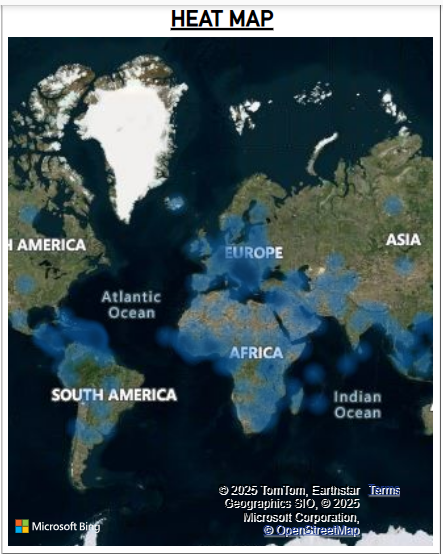 HEAT MAP
EUROPE
H AMERICA
ASIA
Atlantic
Ocean
AFRICA
SOUTH AMERICA
Indian
Ocean
© 2025 TomTom, Earthstar Terms
Geographics SIO, © 2025
Microsoft Corporation,
© OpenStreetMap
Microsoft Bing